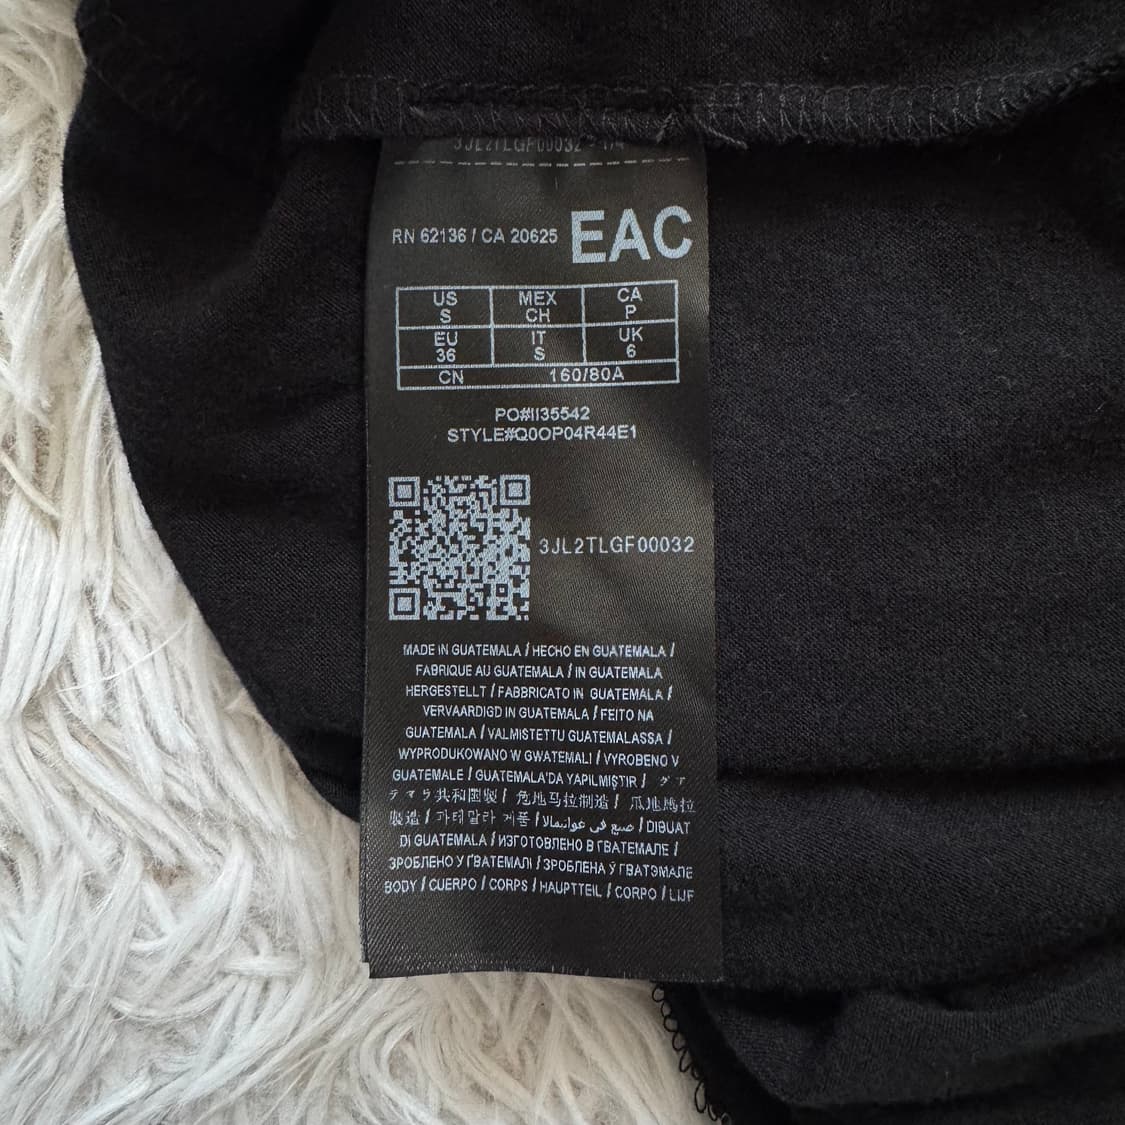 3JL2TLGF00032 - 1/4
RN 62136 / CA 20625 EAC
US MEX CA
S CH P
EU IT UK
36 S 6
CN 160/80A
PO#II35542
STYLE#Q0OP04R44E1
3JL2TLGF00032
MADE IN GUATEMALA / HECHO EN GUATEMALA /
FABRIQUE AU GUATEMALA / IN GUATEMALA
HERGESTELLT / FABBRICATO IN GUATEMALA /
VERVAARDIGD IN GUATEMALA / FEITO NA
GUATEMALA / VALMISTETTU GUATEMALASSA /
WYPRODUKOWANO W GWATEMALI / VYROBENO V
GUATEMALE / GUATEMALA'DA YAPILMIŞTIR / グア
テマラ共和国製 / 危地马拉制造 / 瓜地馬拉
製造 / 과테말라 제품 / صنع في غواتيمالا / DIBUAT
DI GUATEMALA / ИЗГОТОВЛЕНО В ГВАТЕМАЛЕ /
ЗРОБЛЕНО У ГВАТЕМАЛІ / ЗРОБЛЕНА Ў ГВАТЭМАЛЕ
BODY / CUERPO / CORPS / HAUPTTEIL / CORPO / LIJF